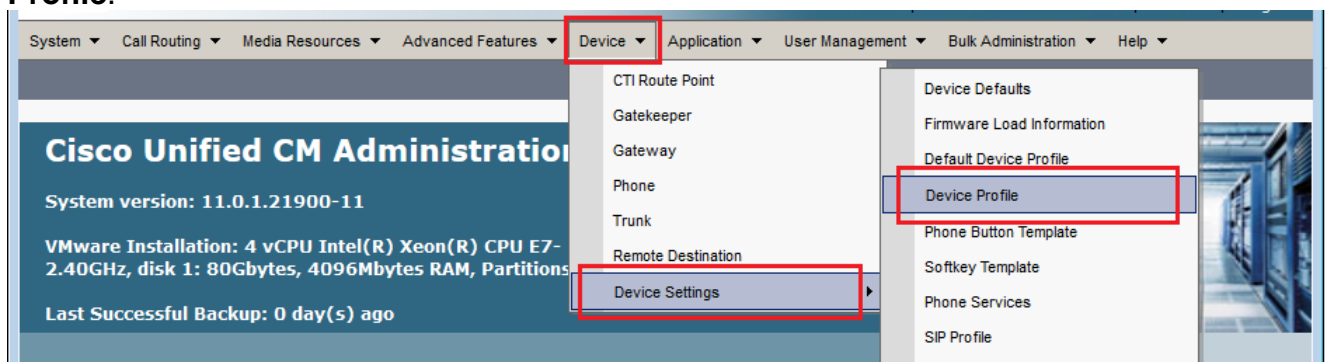 Profile.
System Call Routing Media Resources Advanced Features Device Application User Management Bulk Administration Help
CTI Route Point
Gatekeeper
Gateway
Phone
Trunk
Remote Destination
Device Settings
Device Defaults
Firmware Load Information
Default Device Profile
Device Profile
Phone Button Template
Softkey Template
Phone Services
SIP Profile
Cisco Unified CM Administratio
System version: 11.0.1.21900-11
VMware Installation: 4 vCPU Intel(R) Xeon(R) CPU E7-
2.40GHz, disk 1: 80Gbytes, 4096Mbytes RAM, Partitions
Last Successful Backup: 0 day(s) ago